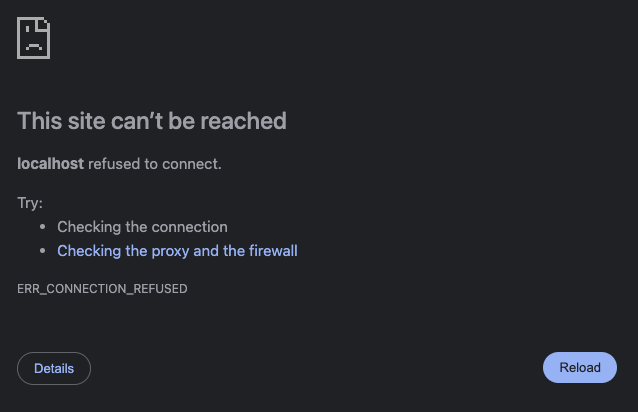 This site can’t be reached
localhost refused to connect.
Try:
• Checking the connection
• Checking the proxy and the firewall
ERR_CONNECTION_REFUSED
Details
Reload